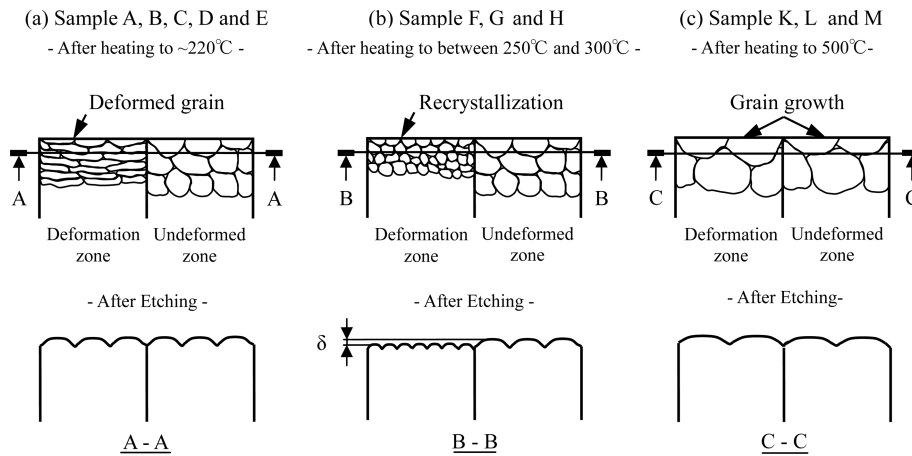 (a) Sample A, B, C, D and E
- After heating to ~220℃ -
Deformed grain
A
A
Deformation
zone
Undeformed
zone
- After Etching -
A - A
(b) Sample F, G and H
- After heating to between 250℃ and 300℃ -
Recrystallization
B
B
Deformation
zone
Undeformed
zone
- After Etching -
δ
B - B
(c) Sample K, L and M
- After heating to 500℃-
Grain growth
C
C
Deformation
zone
Undeformed
zone
- After Etching-
C - C